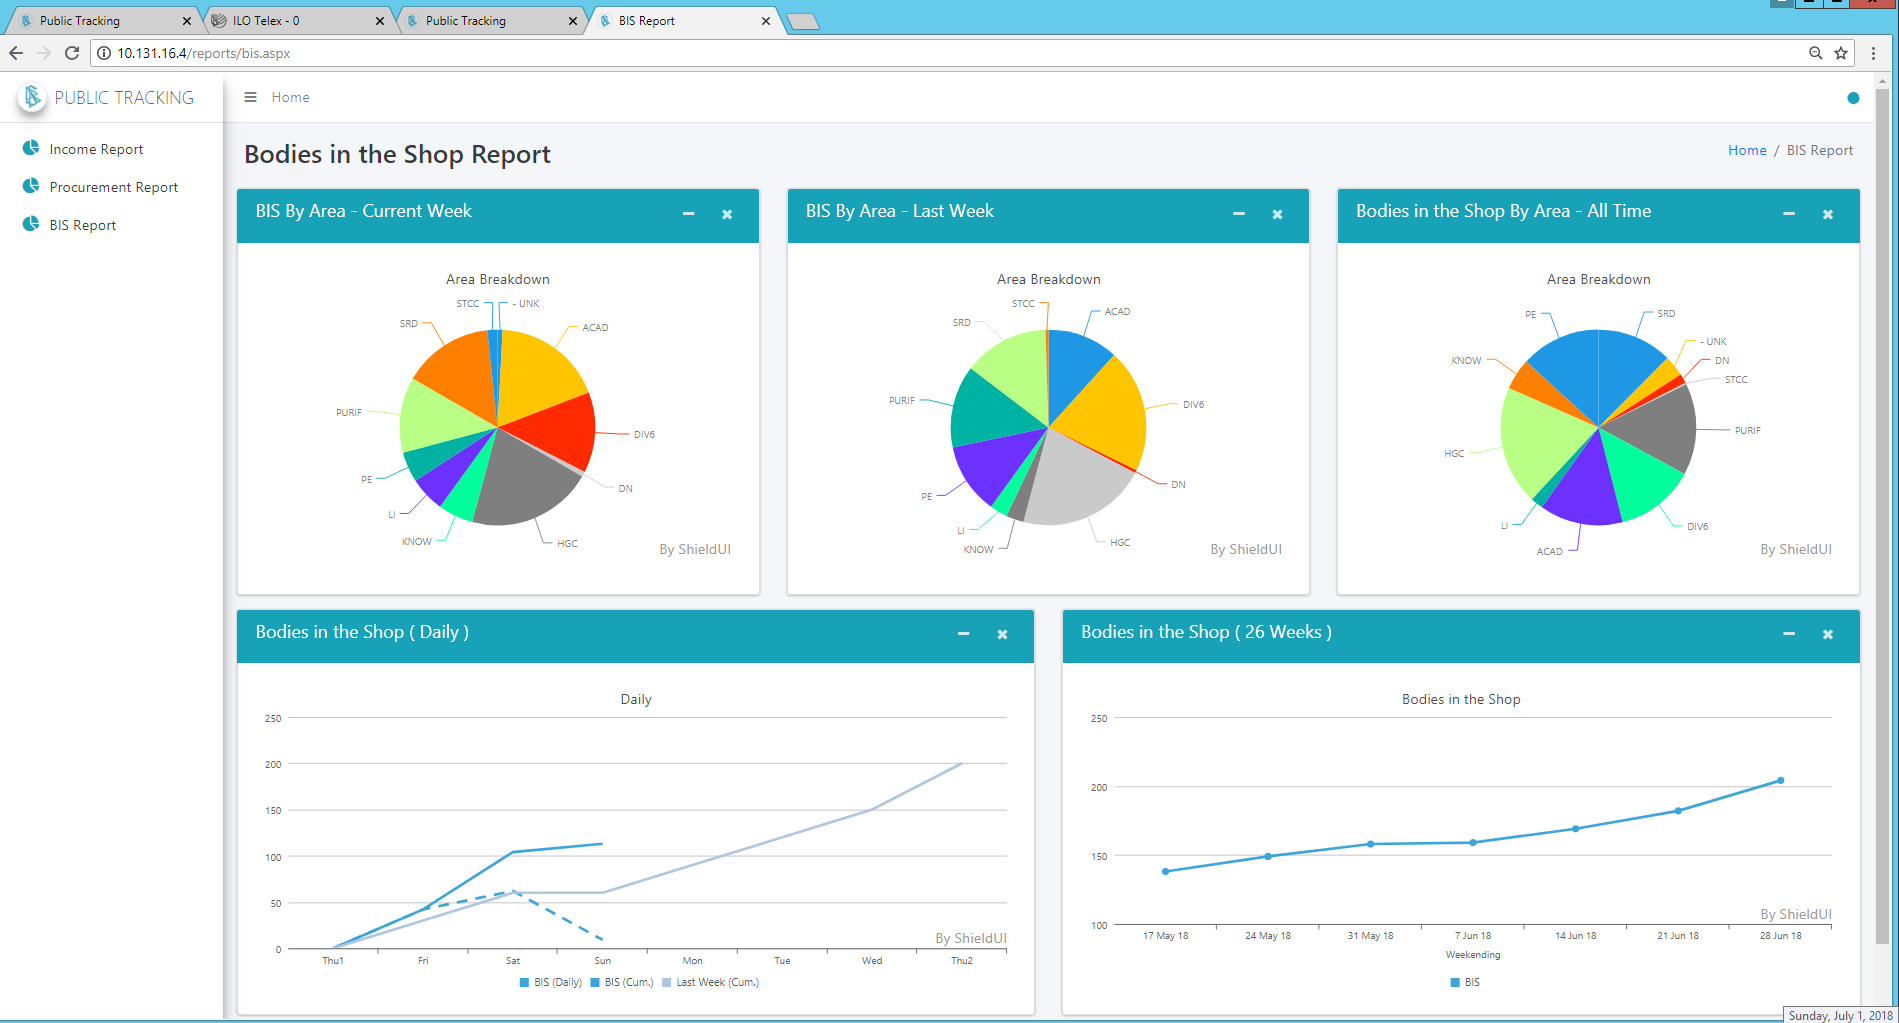 Public Tracking
ILO Telex - 0
Public Tracking
BIS Report
10.131.16.4/reports/bis.aspx
PUBLIC TRACKING
Home
Income Report
Procurement Report
BIS Report
Bodies in the Shop Report
Home / BIS Report
BIS By Area - Current Week
Area Breakdown
STCC
- UNK
SRD
ACAD
PURIF
DIV6
PE
DN
LI
KNOW
HGC
By ShieldUI
BIS By Area - Last Week
Area Breakdown
STCC
ACAD
SRD
PURIF
DIV6
PE
DN
LI
KNOW
HGC
By ShieldUI
Bodies in the Shop By Area - All Time
Area Breakdown
PE
SRD
- UNK
KNOW
DN
STCC
PURIF
HGC
LI
DIV6
ACAD
By ShieldUI
Bodies in the Shop ( Daily )
Daily
250
200
150
100
50
0
By ShieldUI
Thu1 Fri Sat Sun Mon Tue Wed Thu2
BIS (Daily) BIS (Cum.) Last Week (Cum.)
Bodies in the Shop ( 26 Weeks )
Bodies in the Shop
250
200
150
100
By ShieldUI
17 May 18 24 May 18 31 May 18 7 Jun 18 14 Jun 18 21 Jun 18 28 Jun 18
Weekending
BIS
Sunday, July 1, 2018